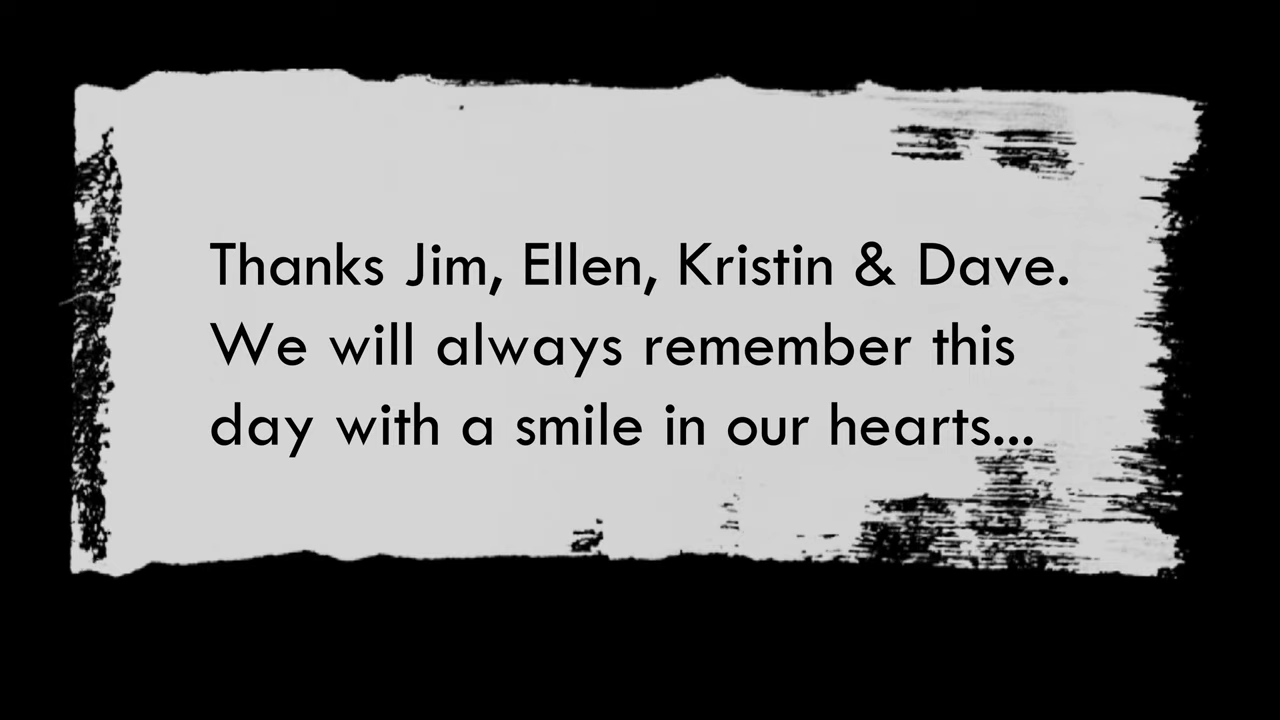 Thanks Jim, Ellen, Kristin & Dave.
We will always remember this
day with a smile in our hearts...